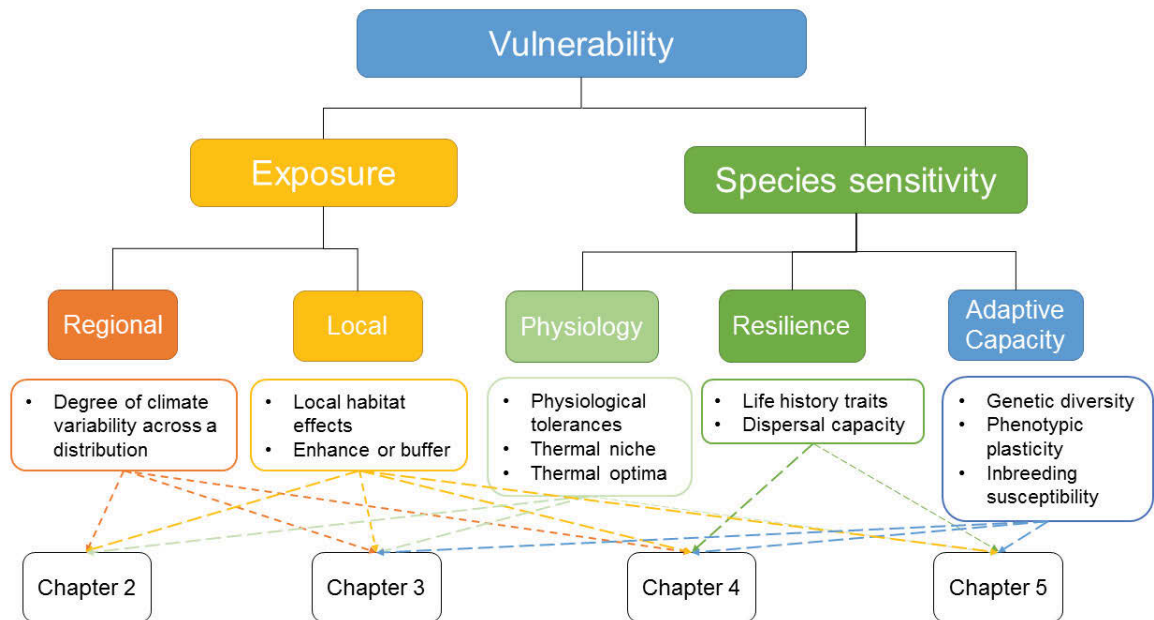 Vulnerability
Exposure
Species sensitivity
Regional
Local
Physiology
Resilience
Adaptive
Capacity
• Degree of climate
variability across a
distribution
• Local habitat
effects
• Enhance or buffer
• Physiological
tolerances
• Thermal niche
• Thermal optima
• Life history traits
• Dispersal capacity
• Genetic diversity
• Phenotypic
plasticity
• Inbreeding
susceptibility
Chapter 2
Chapter 3
Chapter 4
Chapter 5